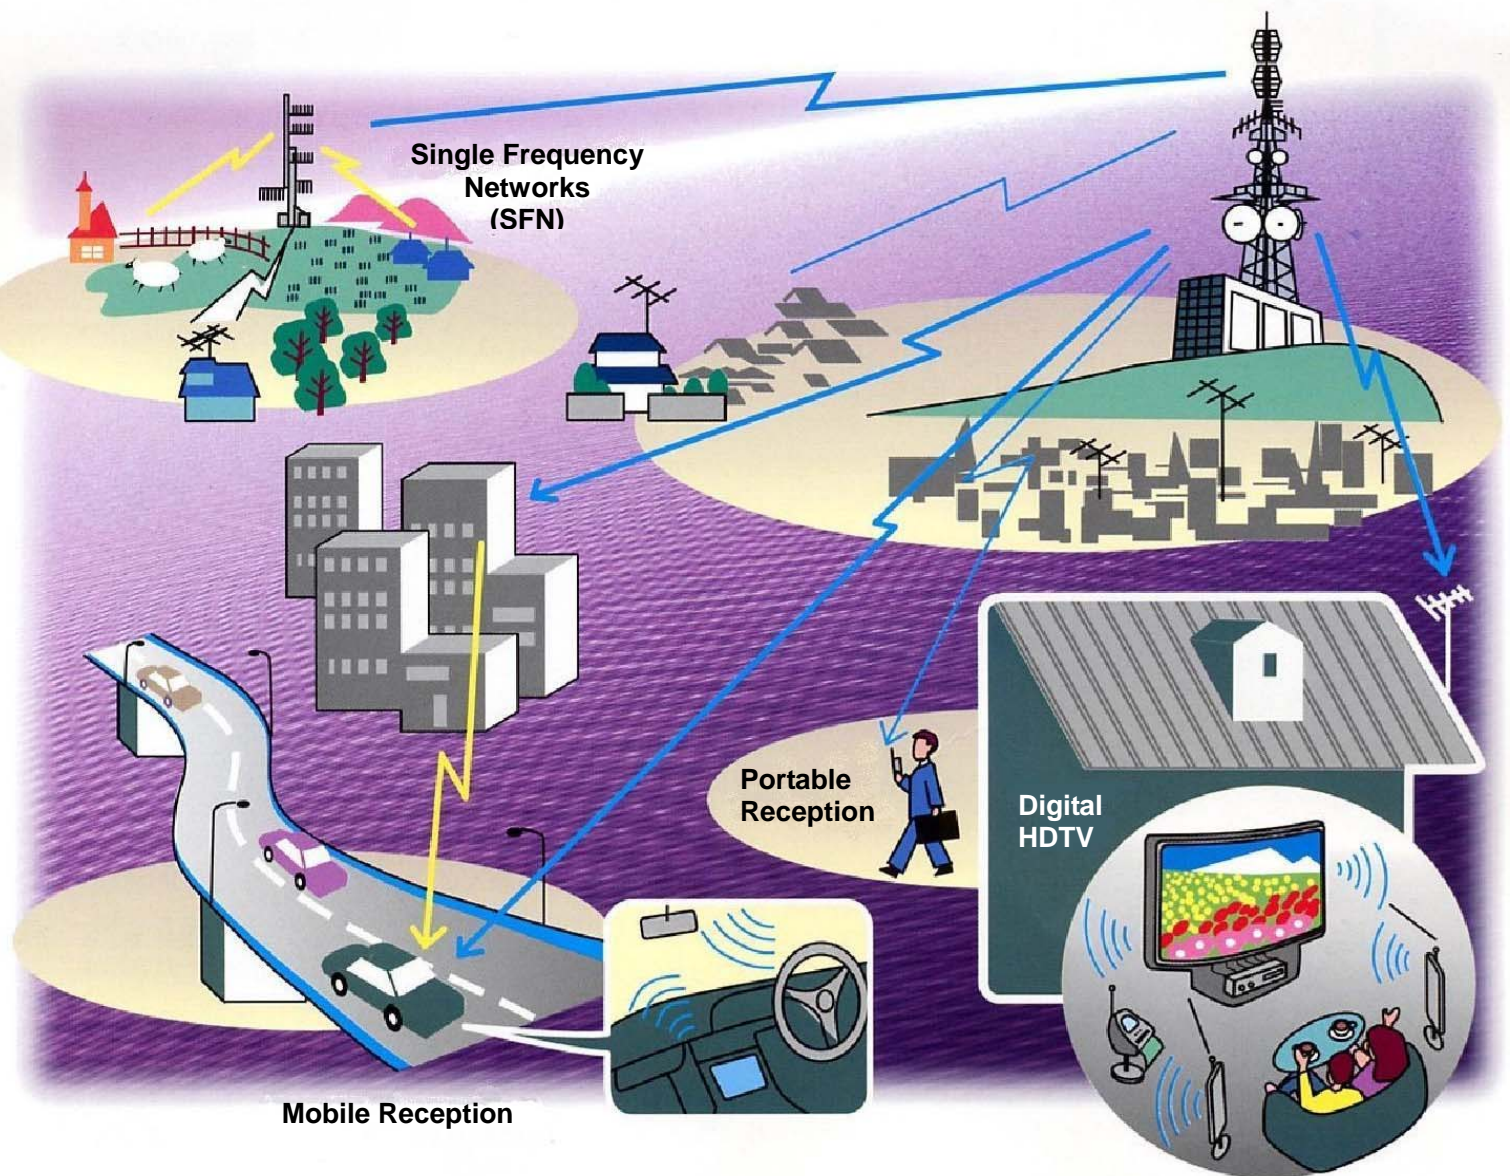 Single Frequency
Networks
(SFN)
Portable
Reception
Digital
HDTV
Mobile Reception